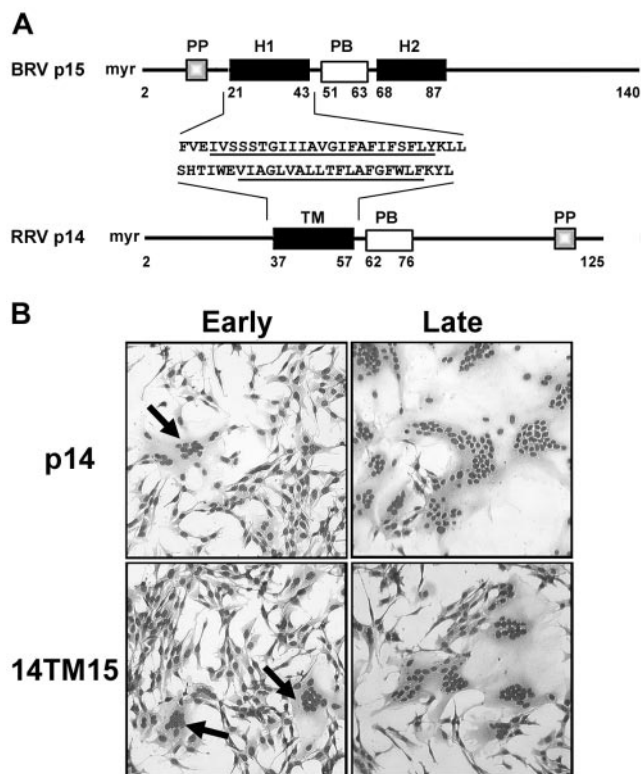 A
PP H1 PB H2
BRV p15 myr
2 21 43 51 63 68 87 140
FVEIVSSSTGIIIAVGIFAFIFSFLYKLL
SHTIWEVIAGLVALLTFLAFGFWLFKYL
TM PB PP
RRV p14 myr
2 37 57 62 76 125
B
Early Late
p14
14TM15